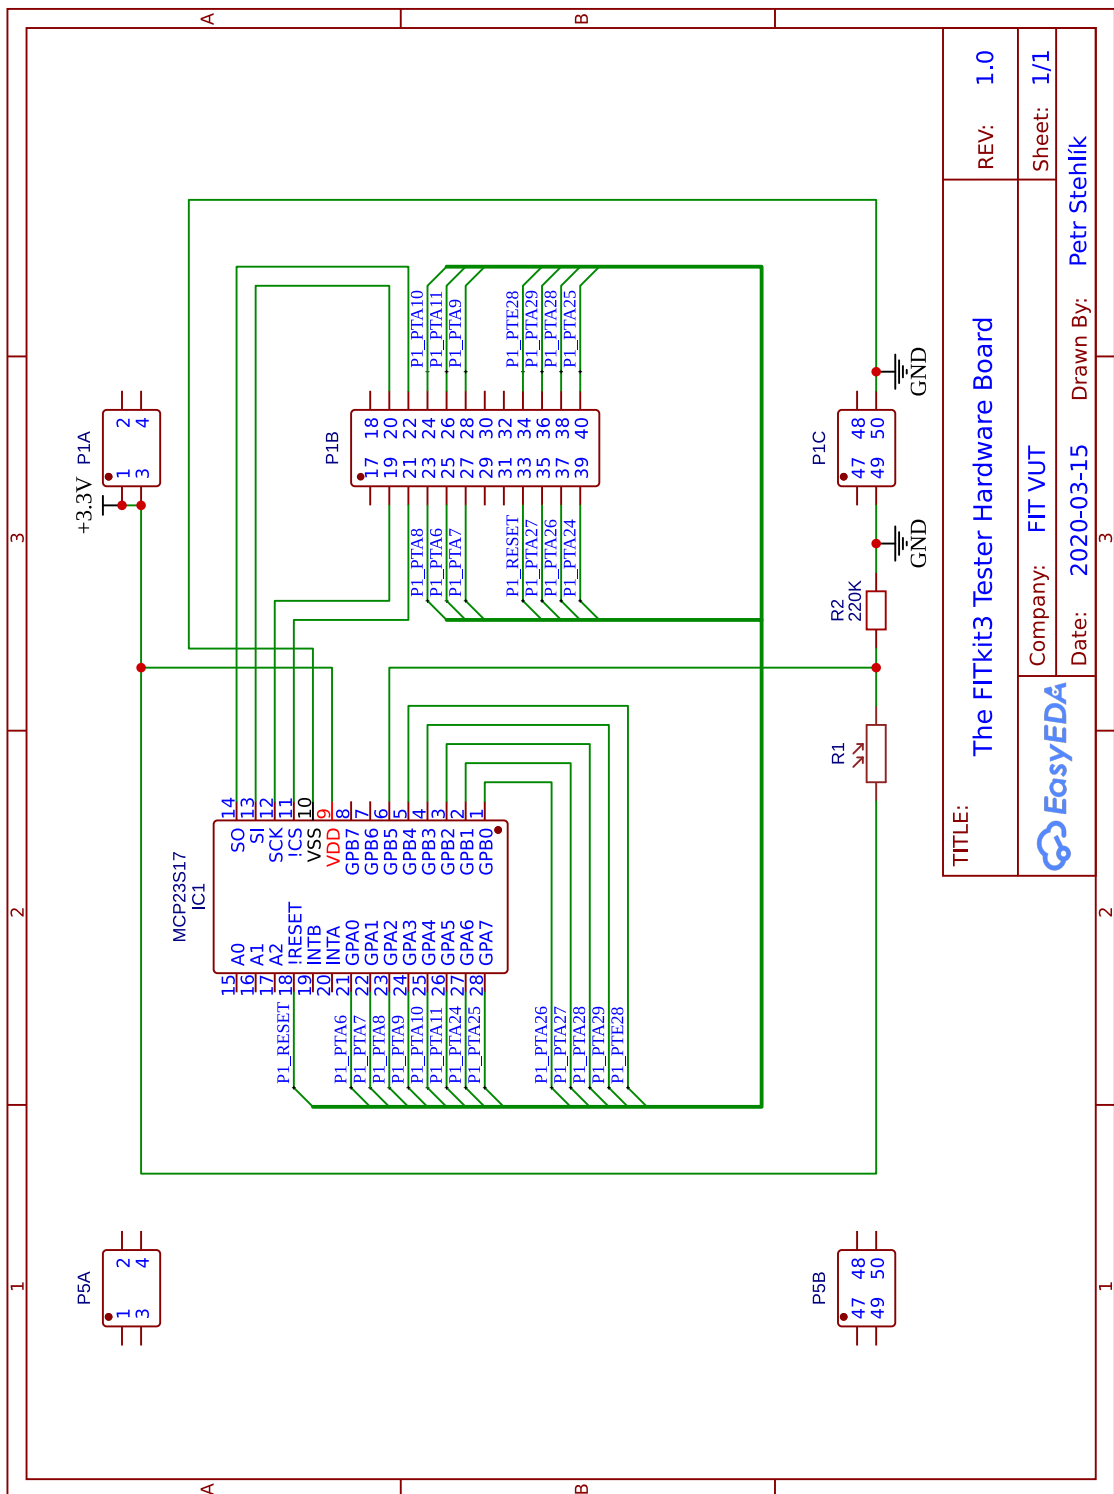 1
2
3
A
B
P5A
1
2
3
4
P5B
47
48
49
50
MCP23S17
IC1
15
A0
16
A1
17
A2
18
!RESET
19
INTB
20
INTA
21
GPA0
22
GPA1
23
GPA2
24
GPA3
25
GPA4
26
GPA5
27
GPA6
28
GPA7
SO
14
SI
13
SCK
12
!CS
11
VSS
10
VDD
9
GPB7
8
GPB6
7
GPB5
6
GPB4
5
GPB3
4
GPB2
3
GPB1
2
GPB0
1
P1_RESET
P1_PTA6
P1_PTA7
P1_PTA8
P1_PTA9
P1_PTA10
P1_PTA11
P1_PTA24
P1_PTA25
P1_PTA26
P1_PTA27
P1_PTA28
P1_PTA29
P1_PTE28
+3.3V
P1A
1
2
3
4
P1B
17 18
19 20
21 22
23 24
25 26
27 28
29 30
31 32
33 34
35 36
37 38
39 40
P1_PTA8
P1_PTA6
P1_PTA7
P1_RESET
P1_PTA27
P1_PTA26
P1_PTA24
P1_PTA10
P1_PTA11
P1_PTA9
P1_PTE28
P1_PTA29
P1_PTA28
P1_PTA25
R1
R2
220K
GND
P1C
47 48
49 50
GND
TITLE:
The FITkit3 Tester Hardware Board
REV: 1.0
EasyEDA
Company: FIT VUT
Sheet: 1/1
Date: 2020-03-15
Drawn By: Petr Stehlík
A
B
1
2
3